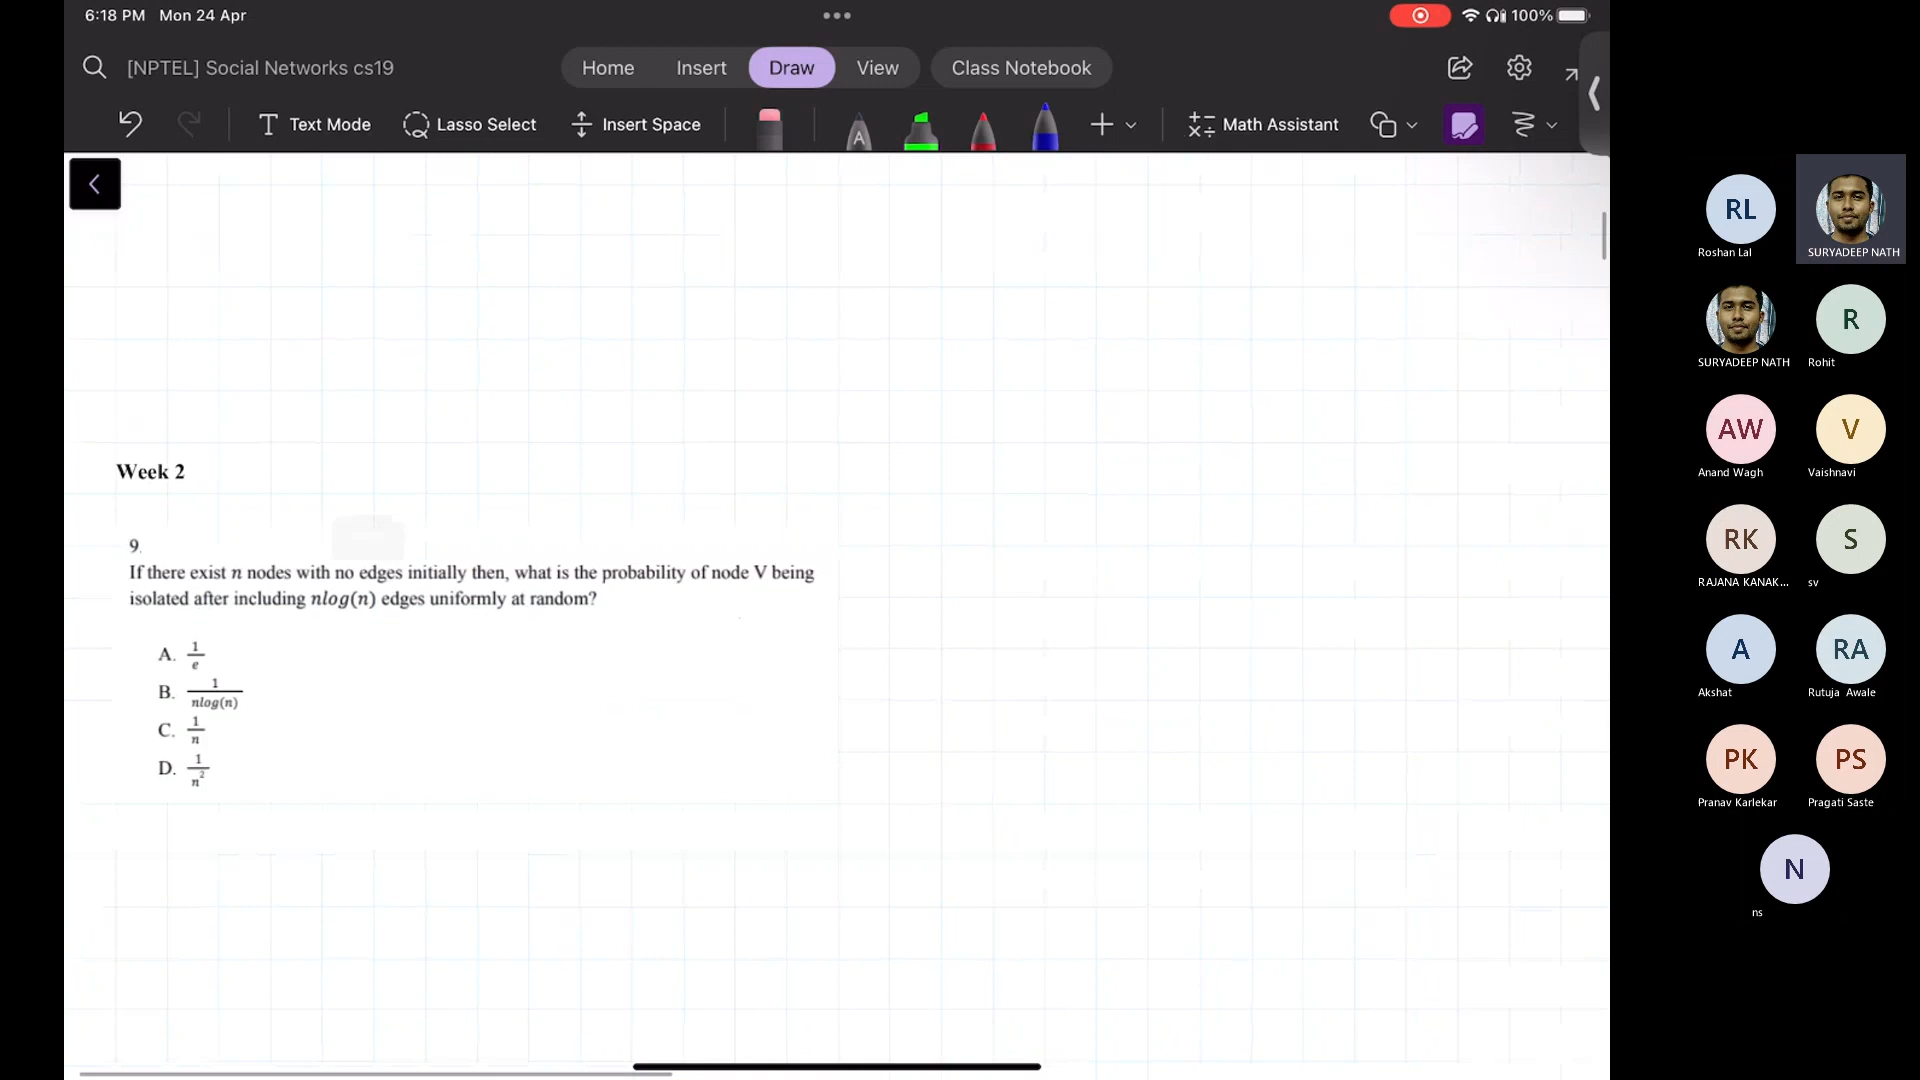 6:18 PM Mon 24 Apr
100%
[NPTEL] Social Networks cs19
Home Insert Draw View Class Notebook
Text Mode Lasso Select Insert Space A Math Assistant
Week 2
9.
If there exist n nodes with no edges initially then, what is the probability of node V being
isolated after including nlog(n) edges uniformly at random?
A. 1/e
B. 1/nlog(n)
C. 1/n
D. 1/n²
RL
Roshan Lal
SURYADEEP NATH
SURYADEEP NATH
R
Rohit
AW
Anand Wagh
V
Vaishnavi
RK
RAJANA KANAK...
S
sv
A
Akshat
RA
Rutuja Awale
PK
Pranav Karlekar
PS
Pragati Saste
N
ns